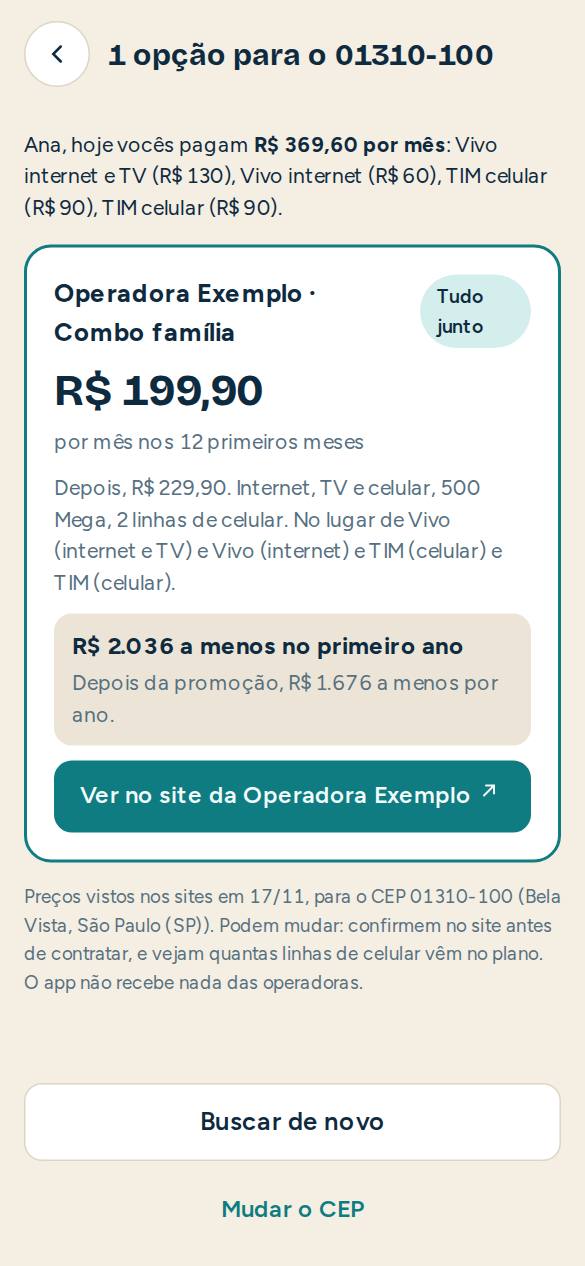 1 opção para o 01310-100
Ana, hoje vocês pagam R$ 369,60 por mês: Vivo
internet e TV (R$ 130), Vivo internet (R$ 60), TIM celular
(R$ 90), TIM celular (R$ 90).
Operadora Exemplo ·
Combo família
Tudo
junto
R$ 199,90
por mês nos 12 primeiros meses
Depois, R$ 229,90. Internet, TV e celular, 500
Mega, 2 linhas de celular. No lugar de Vivo
(internet e TV) e Vivo (internet) e TIM (celular) e
TIM (celular).
R$ 2.036 a menos no primeiro ano
Depois da promoção, R$ 1.676 a menos por
ano.
Ver no site da Operadora Exemplo ↗
Preços vistos nos sites em 17/11, para o CEP 01310-100 (Bela
Vista, São Paulo (SP)). Podem mudar: confirmem no site antes
de contratar, e vejam quantas linhas de celular vêm no plano.
O app não recebe nada das operadoras.
Buscar de novo
Mudar o CEP